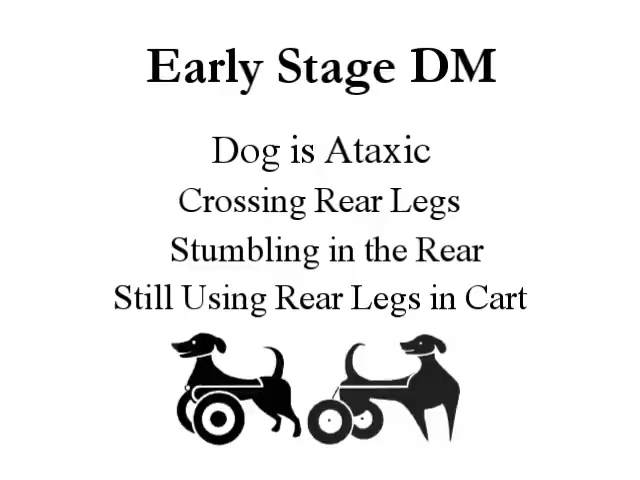 Early Stage DM
Dog is Ataxic
Crossing Rear Legs
Stumbling in the Rear
Still Using Rear Legs in Cart